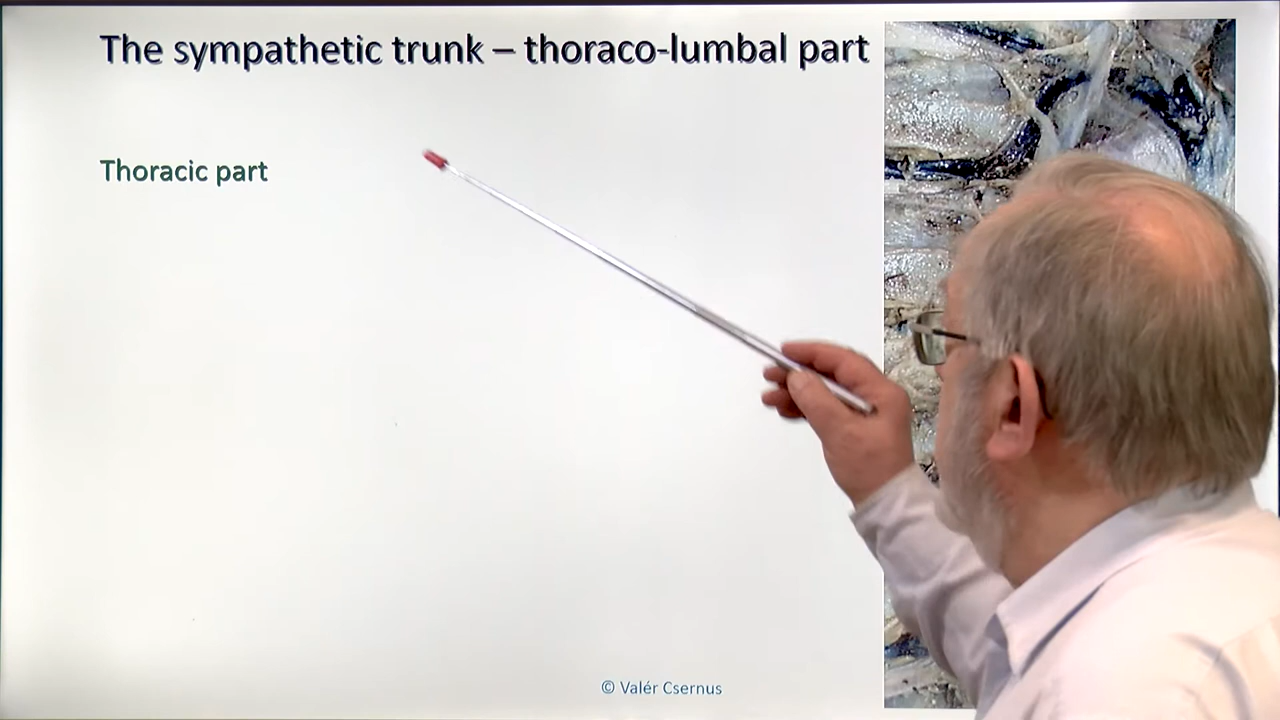 The sympathetic trunk – thoraco-lumbal part
Thoracic part
© Valér Csernus